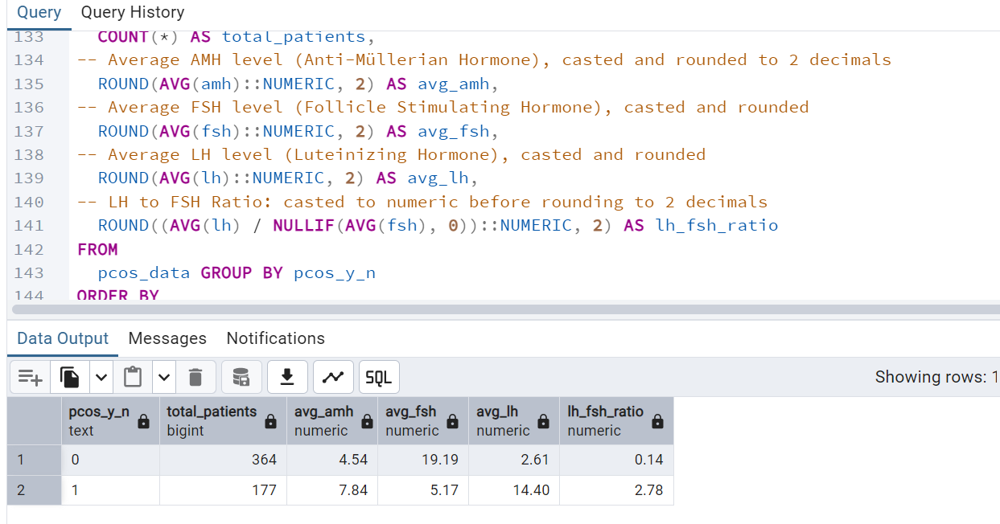 Query Query History
133 COUNT(*) AS total_patients,
134 -- Average AMH level (Anti-Müllerian Hormone), casted and rounded to 2 decimals
135 ROUND(AVG(amh)::NUMERIC, 2) AS avg_amh,
136 -- Average FSH level (Follicle Stimulating Hormone), casted and rounded
137 ROUND(AVG(fsh)::NUMERIC, 2) AS avg_fsh,
138 -- Average LH level (Luteinizing Hormone), casted and rounded
139 ROUND(AVG(lh)::NUMERIC, 2) AS avg_lh,
140 -- LH to FSH Ratio: casted to numeric before rounding to 2 decimals
141 ROUND((AVG(lh) / NULLIF(AVG(fsh), 0))::NUMERIC, 2) AS lh_fsh_ratio
142 FROM
143 pcos_data GROUP BY pcos_y_n
144 ORDER BY
Data Output Messages Notifications
SQL Showing rows: 1
pcos_y_n total_patients avg_amh avg_fsh avg_lh lh_fsh_ratio
text bigint numeric numeric numeric numeric
1 0 364 4.54 19.19 2.61 0.14
2 1 177 7.84 5.17 14.40 2.78